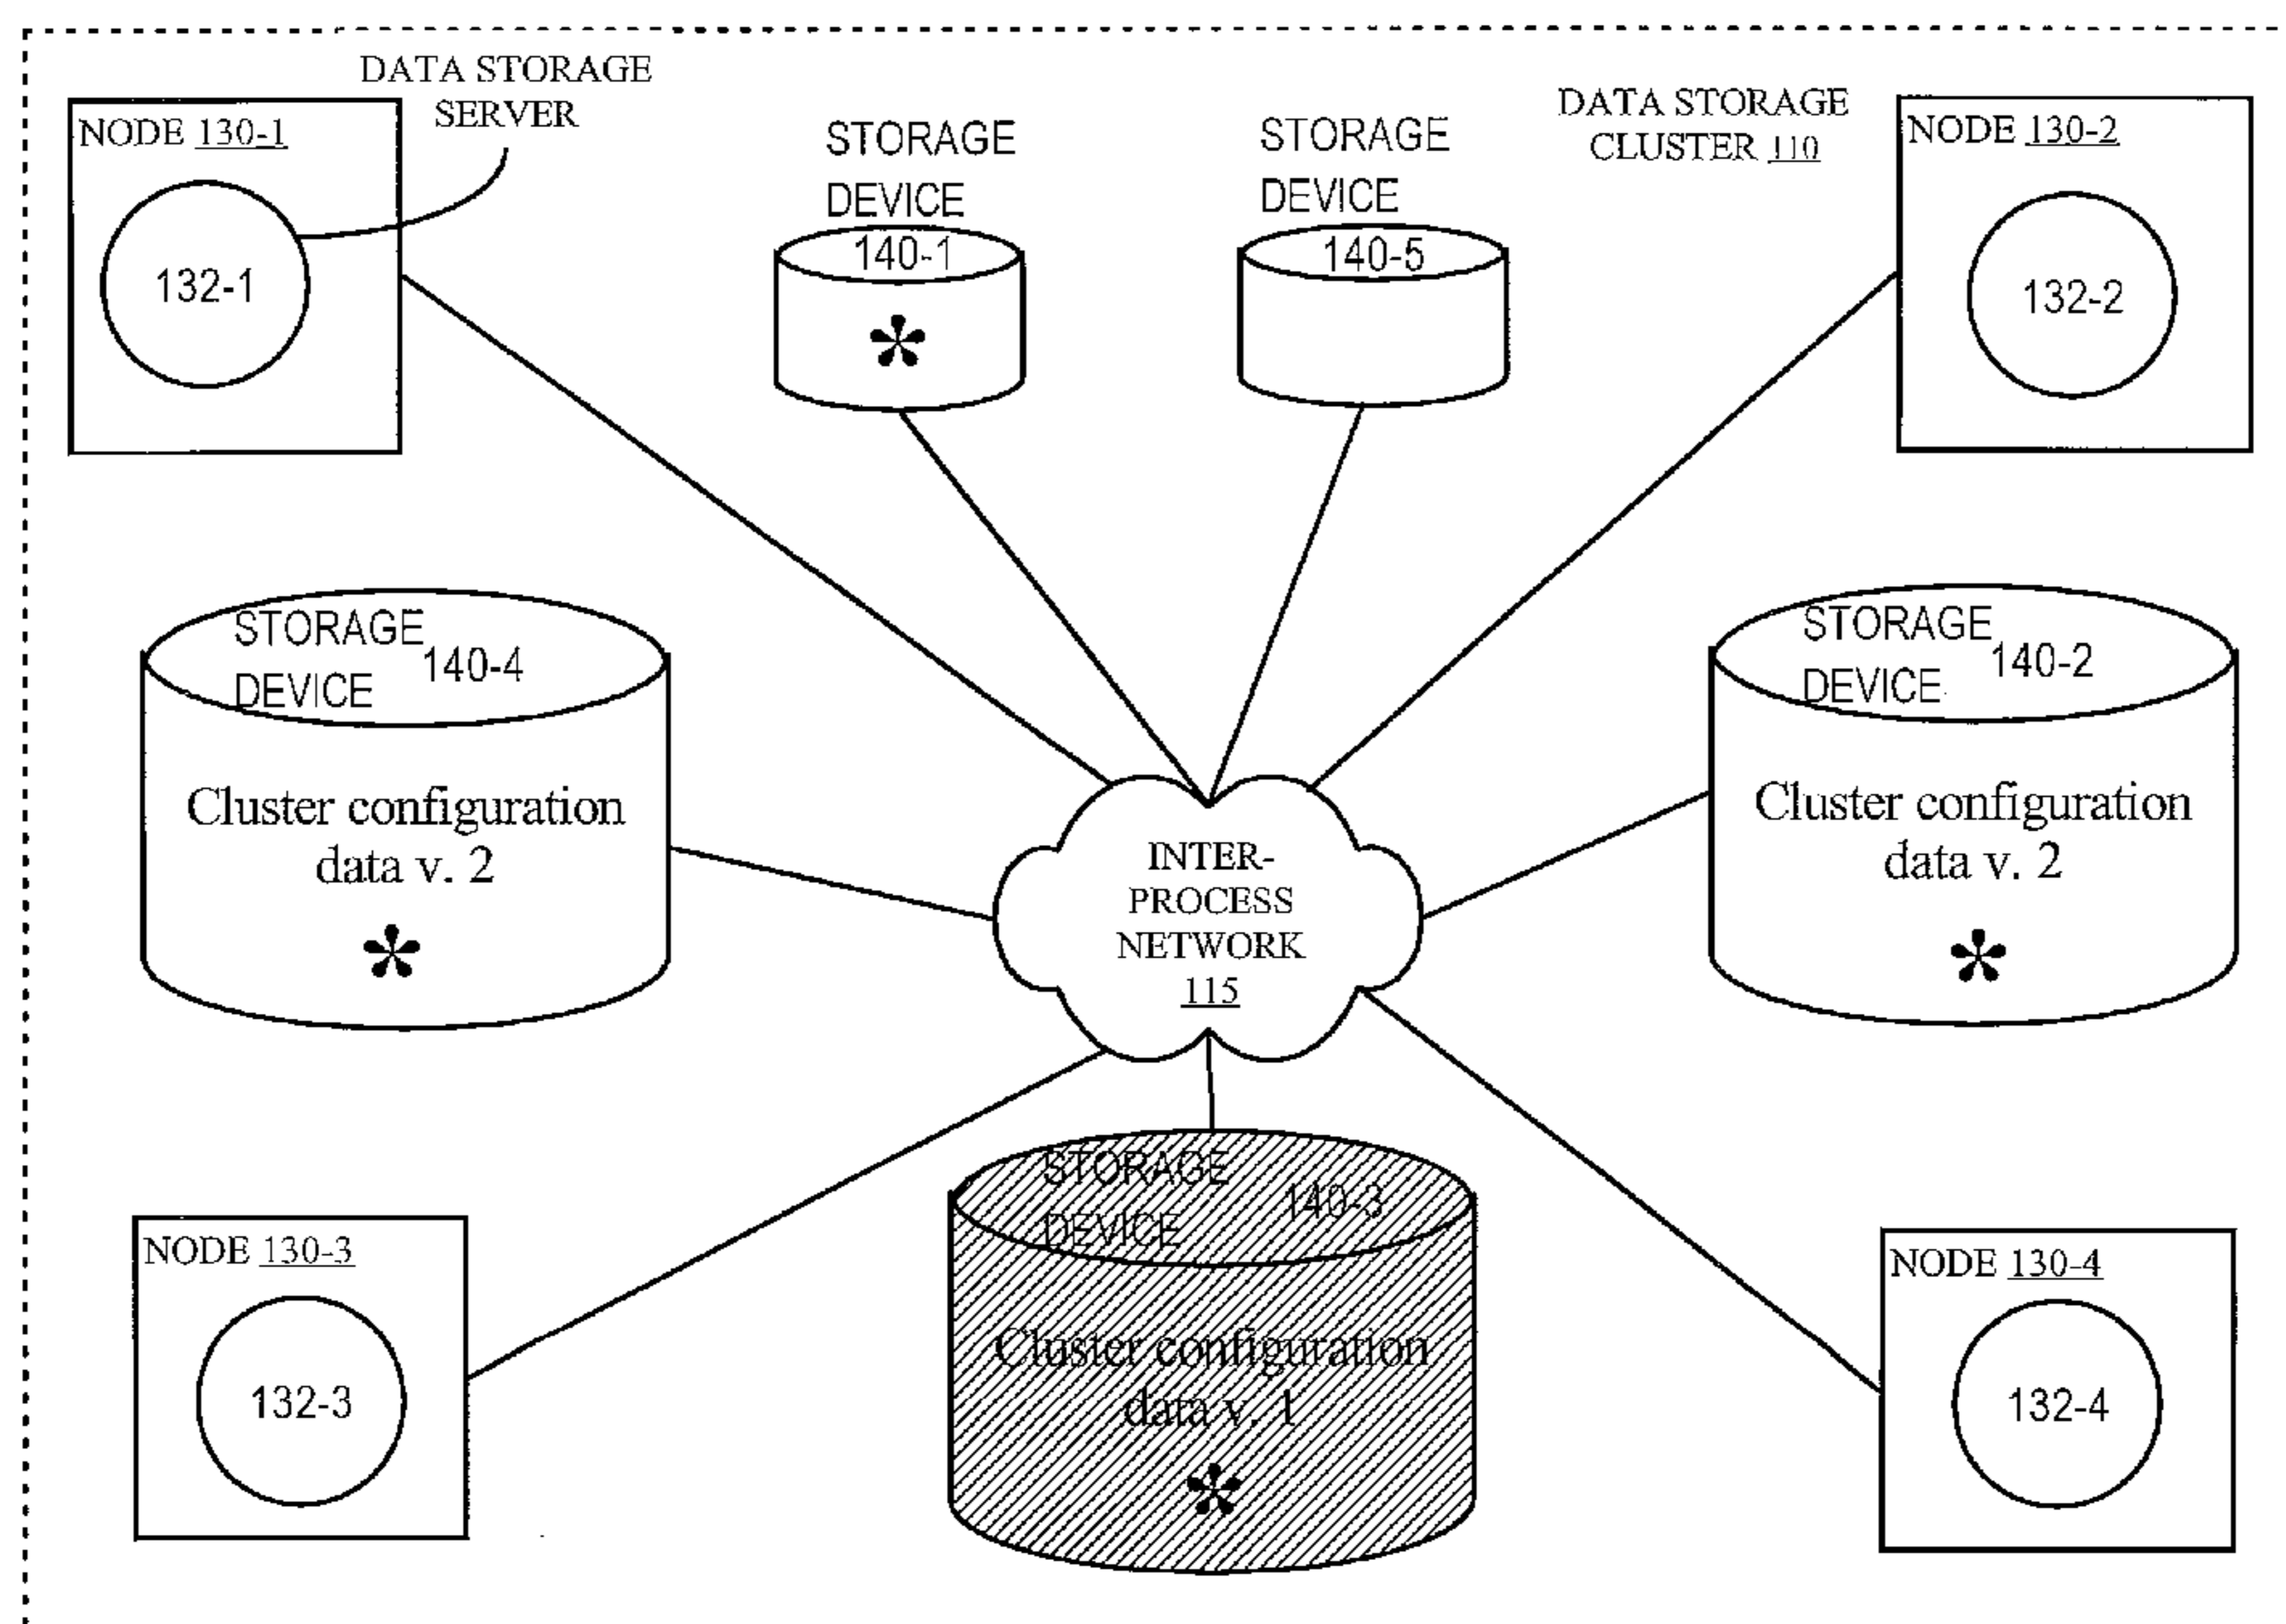 DATA STORAGE
SERVER
NODE 130-1
132-1
STORAGE
DEVICE
140-1
*
STORAGE
DEVICE
140-5
DATA STORAGE
CLUSTER 110
NODE 130-2
132-2
STORAGE
DEVICE
140-4
Cluster configuration
data v. 2
*
INTER-
PROCESS
NETWORK
115
STORAGE
DEVICE
140-2
Cluster configuration
data v. 2
*
NODE 130-3
132-3
STORAGE
DEVICE
140-3
Cluster configuration
data v. 1
*
NODE 130-4
132-4